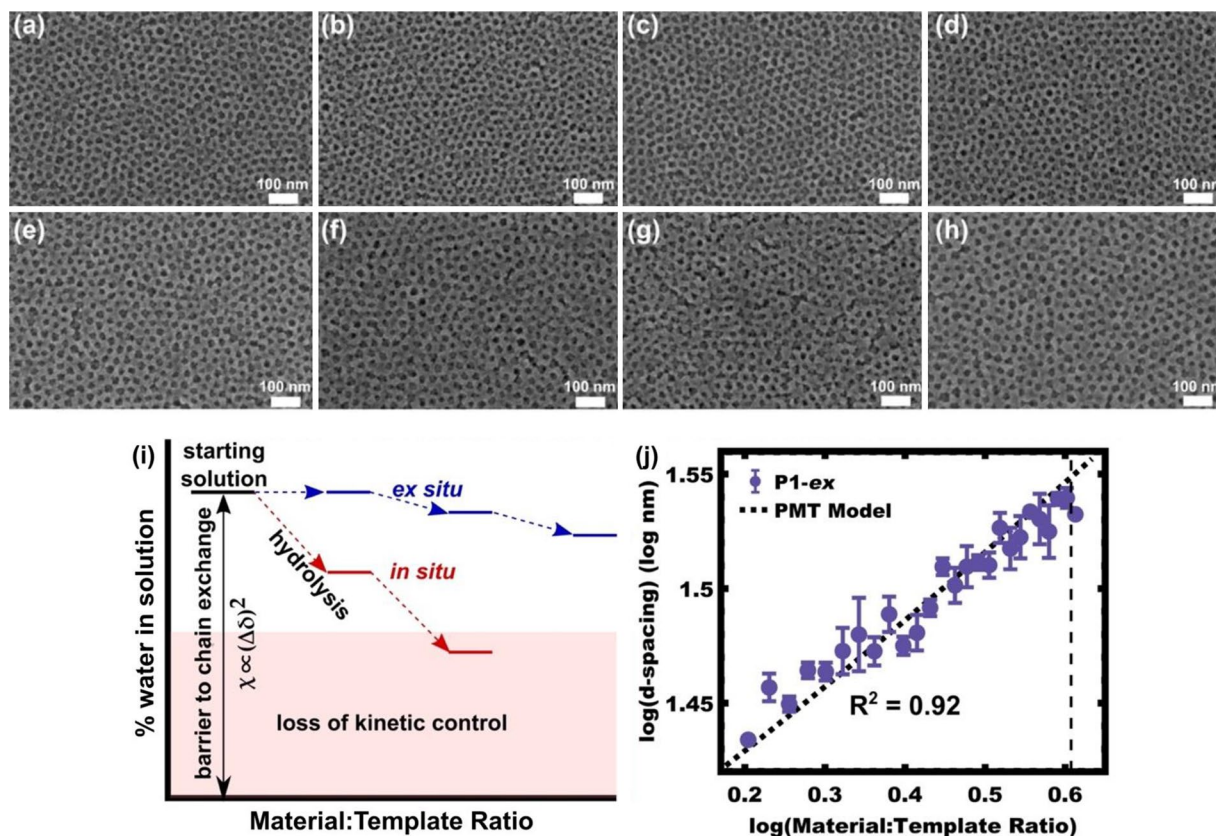 (a)
100 nm
(b)
100 nm
(c)
100 nm
(d)
100 nm
(e)
100 nm
(f)
100 nm
(g)
100 nm
(h)
100 nm
(i)
% water in solution
starting
solution
barrier to chain exchange
χ ∝(Δδ)²
hydrolysis
ex situ
in situ
loss of kinetic control
Material:Template Ratio
(j)
log(d-spacing) (log nm)
1.55
1.5
1.45
P1-ex
PMT Model
R² = 0.92
0.2 0.3 0.4 0.5 0.6
log(Material:Template Ratio)